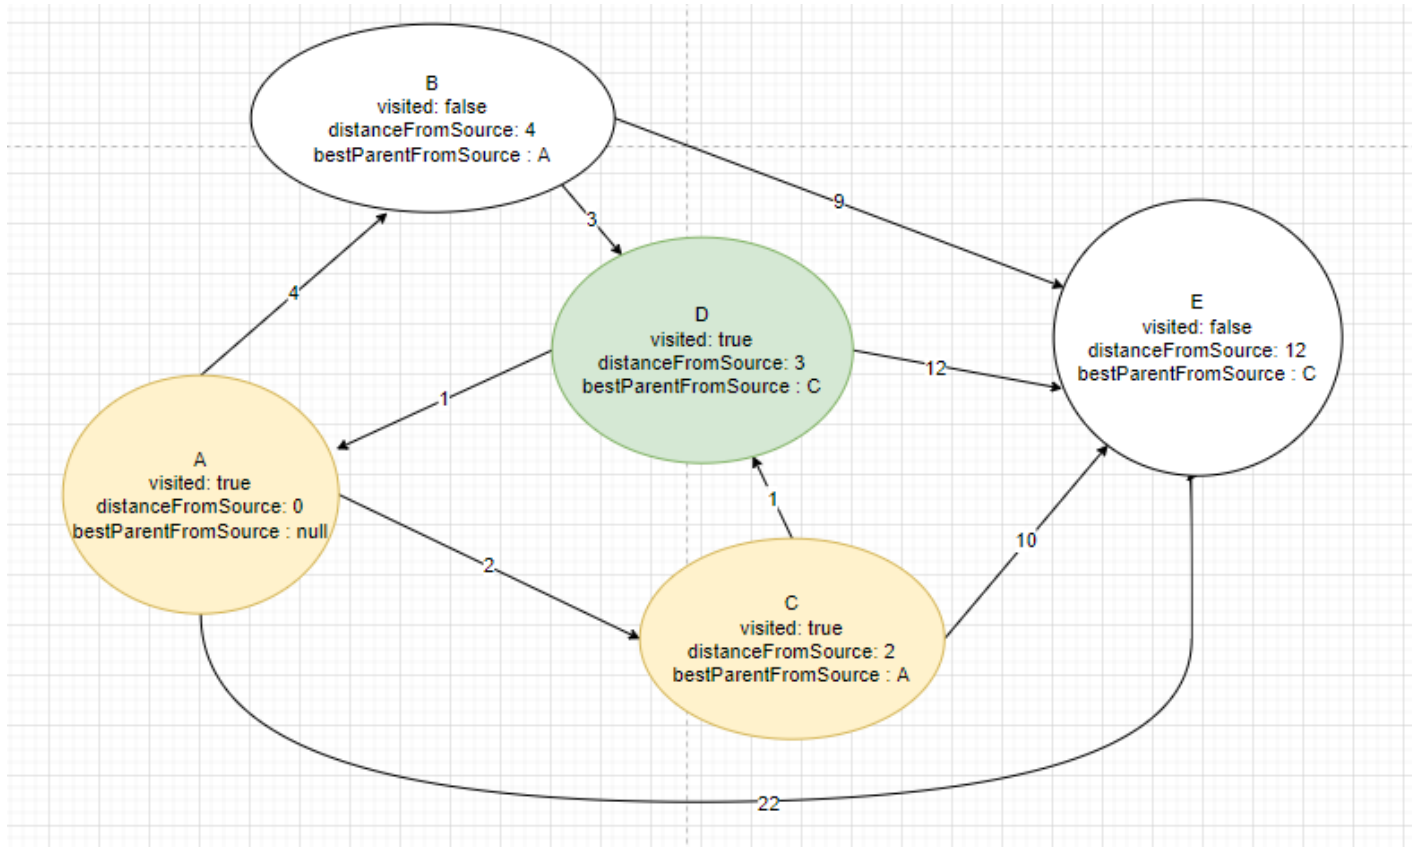 B
visited: false
distanceFromSource: 4
bestParentFromSource : A
9
3
4
D
visited: true
distanceFromSource: 3
bestParentFromSource : C
E
visited: false
distanceFromSource: 12
bestParentFromSource : C
12
1
A
visited: true
distanceFromSource: 0
bestParentFromSource : null
1
2
10
C
visited: true
distanceFromSource: 2
bestParentFromSource : A
22